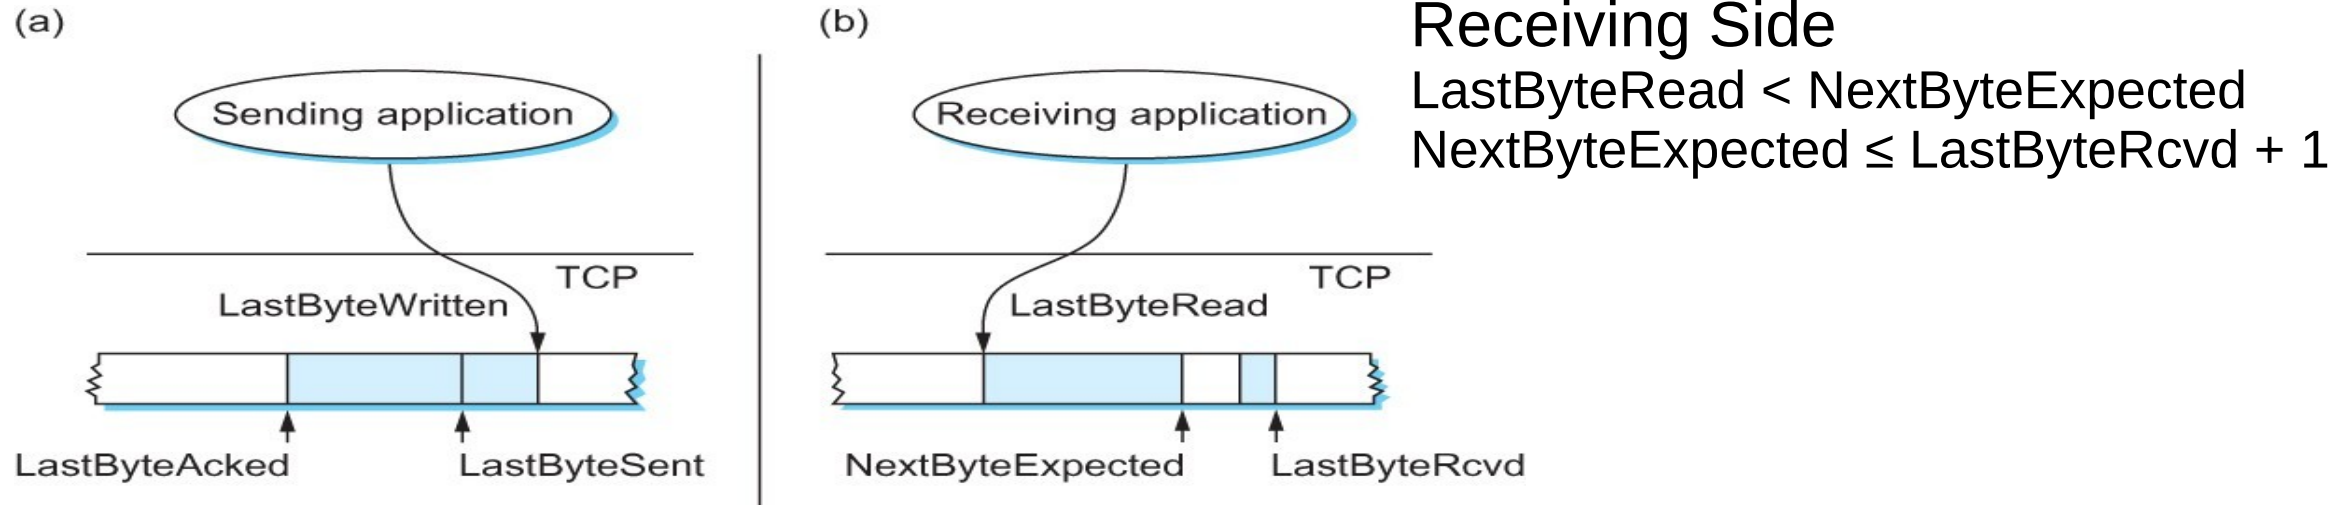 (a)
Sending application
TCP
LastByteWritten
LastByteAcked
LastByteSent
(b)
Receiving application
TCP
LastByteRead
NextByteExpected
LastByteRcvd
Receiving Side
LastByteRead < NextByteExpected
NextByteExpected ≤ LastByteRcvd + 1